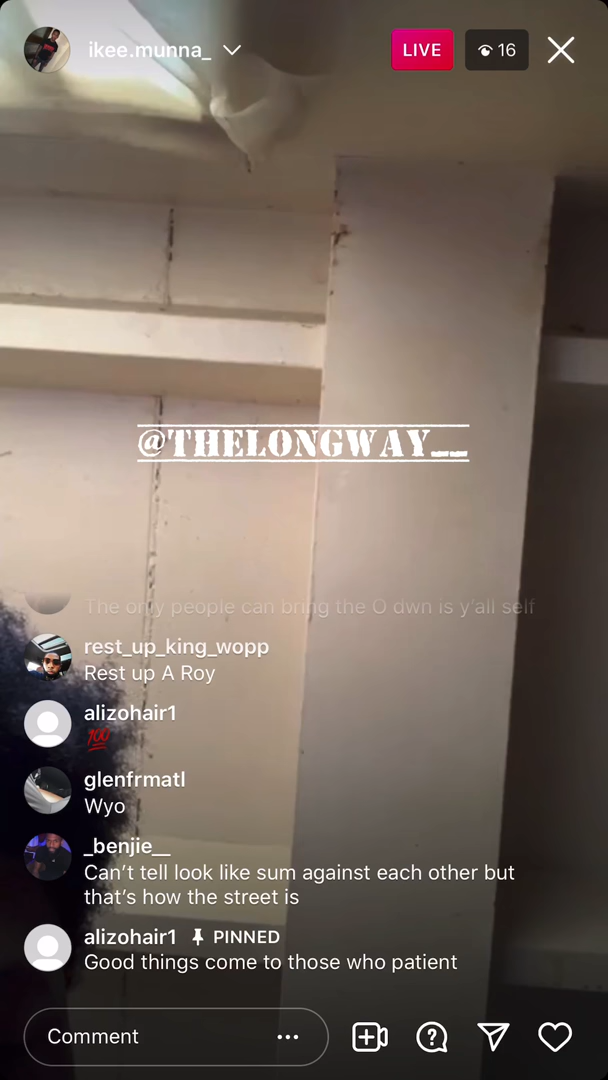 ikee.munna_
LIVE
16
@THELONGWAY__
The only people can bring the O dwn is y'all self
rest_up_king_wopp
Rest up A Roy
alizohair1
💯
glenfrmatl
Wyo
_benjie__
Can't tell look like sum against each other but
that's how the street is
alizohair1 PINNED
Good things come to those who patient
Comment